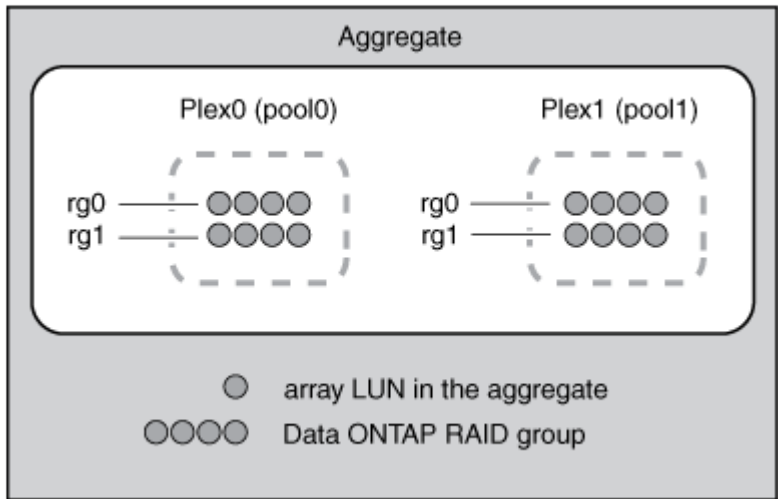 Aggregate
Plex0 (pool0)
Plex1 (pool1)
rg0
rg0
rg1
rg1
array LUN in the aggregate
Data ONTAP RAID group